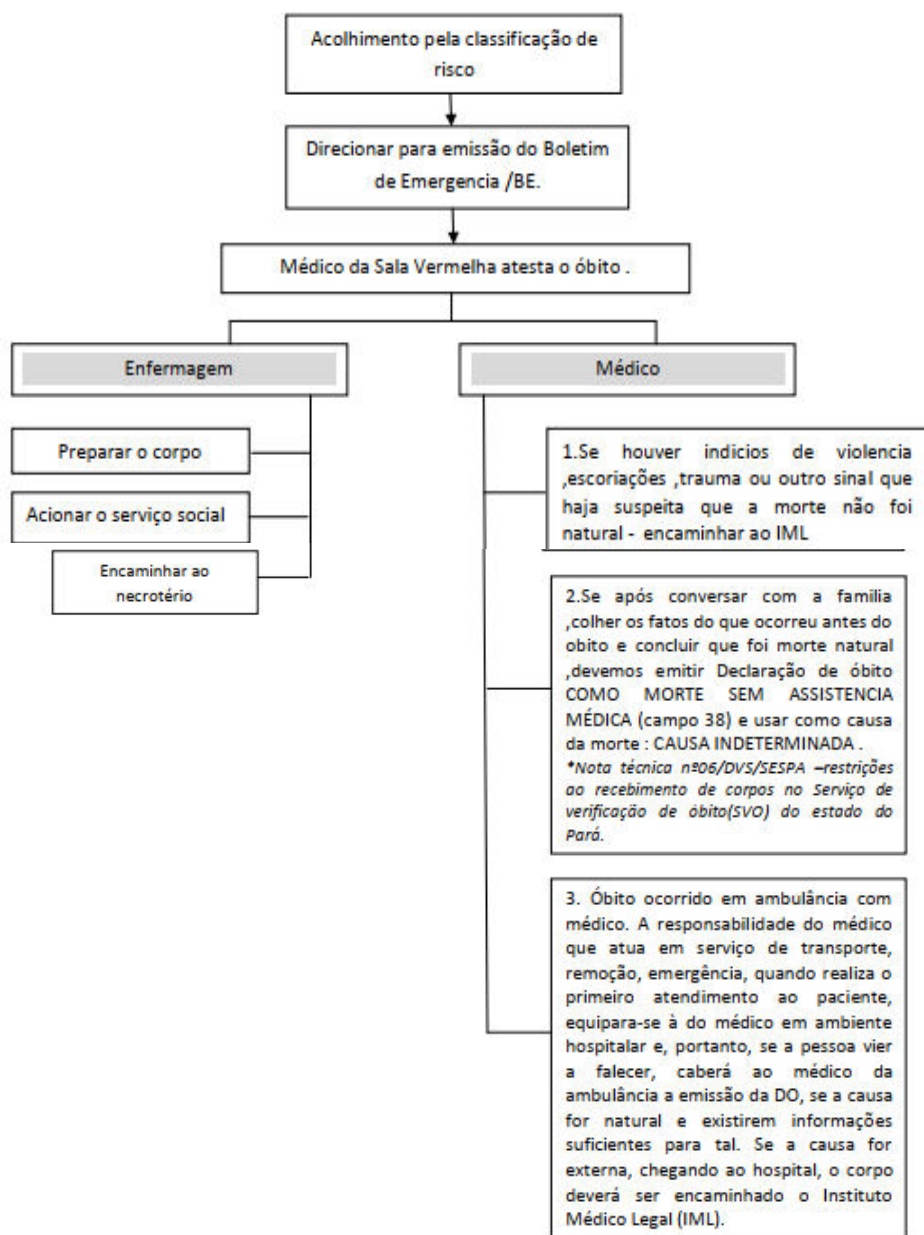 Acolhimento pela classificação de
risco
Direcionar para emissão do Boletim
de Emergencia /BE.
Médico da Sala Vermelha atesta o óbito .
Enfermagem
Preparar o corpo
Acionar o serviço social
Encaminhar ao
necrotério
Médico
1.Se houver indicios de violencia
,escoriações ,trauma ou outro sinal que
haja suspeita que a morte não foi
natural - encaminhar ao IML
2.Se após conversar com a familia
,colher os fatos do que ocorreu antes do
obito e concluir que foi morte natural
,devemos emitir Declaração de óbito
COMO MORTE SEM ASSISTENCIA
MÉDICA (campo 38) e usar como causa
da morte : CAUSA INDETERMINADA .
*Nota técnica nº06/DVS/SESPA –restrições
ao recebimento de corpos no Serviço de
verificação de óbito(SVO) do estado do
Pará.
3. Óbito ocorrido em ambulância com
médico. A responsabilidade do médico
que atua em serviço de transporte,
remoção, emergência, quando realiza o
primeiro atendimento ao paciente,
equipara-se à do médico em ambiente
hospitalar e, portanto, se a pessoa vier
a falecer, caberá ao médico da
ambulância a emissão da DO, se a causa
for natural e existirem informações
suficientes para tal. Se a causa for
externa, chegando ao hospital, o corpo
deverá ser encaminhado o Instituto
Médico Legal (IML).